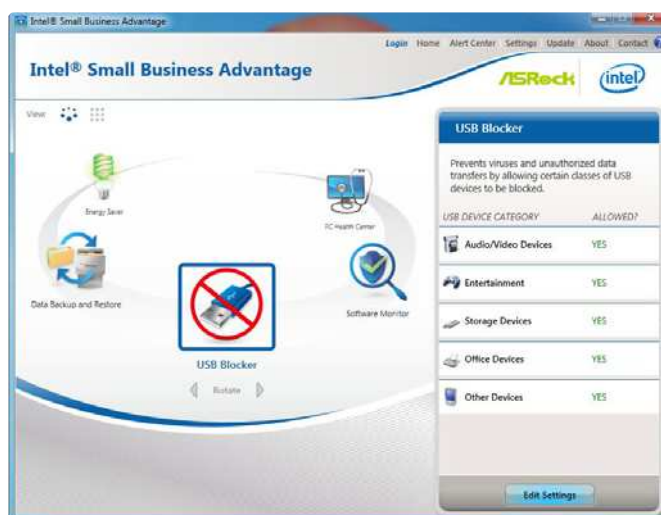 Intel® Small Business Advantage
Login Home Alert Center Settings Update About Contact
Intel® Small Business Advantage
ASRock
intel
View:
USB Blocker
Prevents viruses and unauthorized data
transfers by allowing certain classes of USB
devices to be blocked.
USB DEVICE CATEGORY ALLOWED?
Audio/Video Devices YES
Entertainment YES
Storage Devices YES
Office Devices YES
Other Devices YES
Edit Settings
Energy Saver
PC Health Center
Data Backup and Restore
Software Monitor
USB Blocker
Rotate